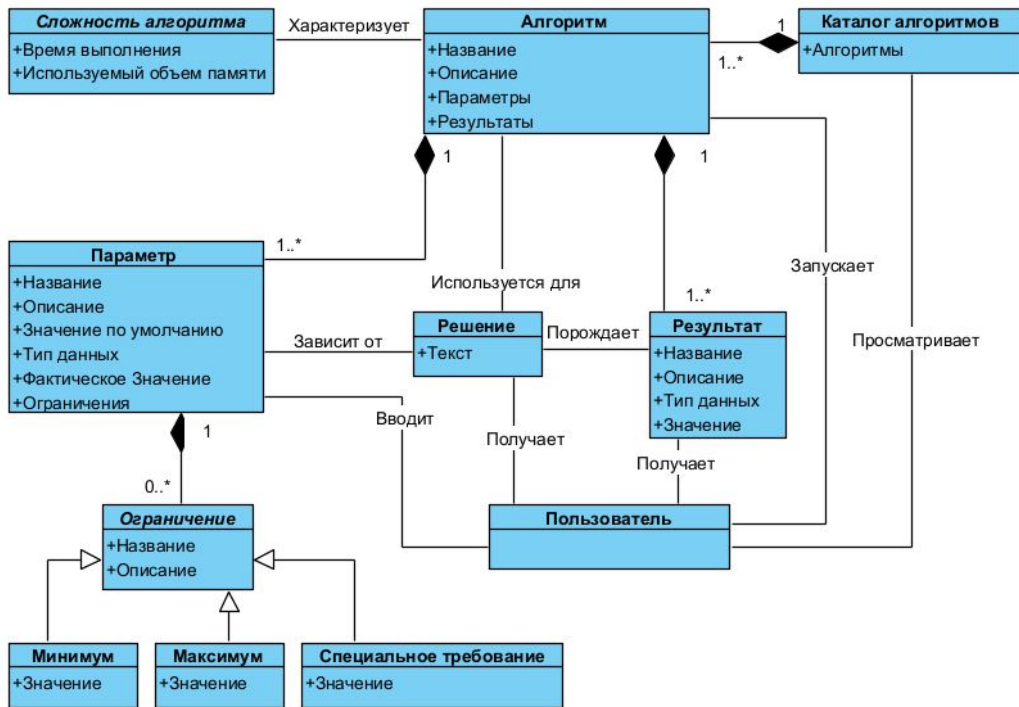 Сложность алгоритма
+Время выполнения
+Используемый объем памяти
Характеризует
Алгоритм
+Название
+Описание
+Параметры
+Результаты
1
1..*
Каталог алгоритмов
+Алгоритмы
1
1..*
1
1..*
Параметр
+Название
+Описание
+Значение по умолчанию
+Тип данных
+Фактическое Значение
+Ограничения
Используется для
Запускает
Просматривает
Зависит от
Решение
+Текст
Порождает
Результат
+Название
+Описание
+Тип данных
+Значение
Вводит
Получает
Получает
1
0..*
Ограничение
+Название
+Описание
Пользователь
Минимум
+Значение
Максимум
+Значение
Специальное требование
+Значение